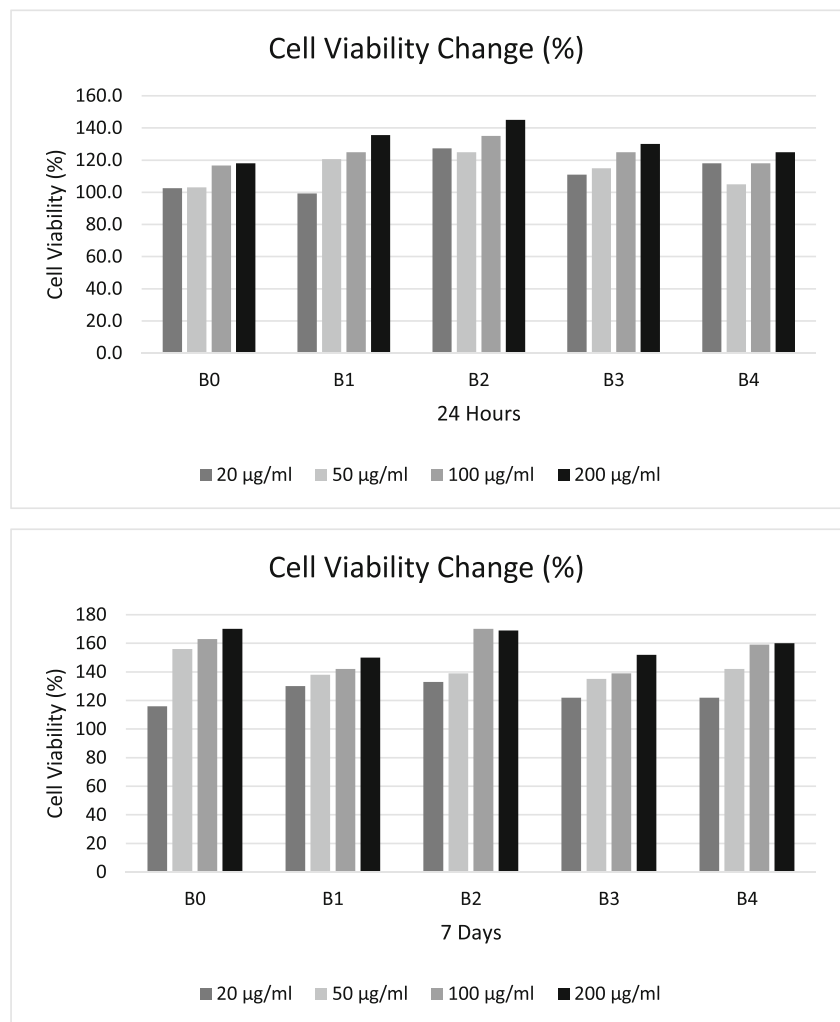 Cell Viability Change (%)
160.0
140.0
120.0
100.0
80.0
60.0
40.0
20.0
0.0
Cell Viability (%)
B0 B1 B2 B3 B4
24 Hours
20 µg/ml 50 µg/ml 100 µg/ml 200 µg/ml
Cell Viability Change (%)
180
160
140
120
100
80
60
40
20
0
Cell Viability (%)
B0 B1 B2 B3 B4
7 Days
20 µg/ml 50 µg/ml 100 µg/ml 200 µg/ml